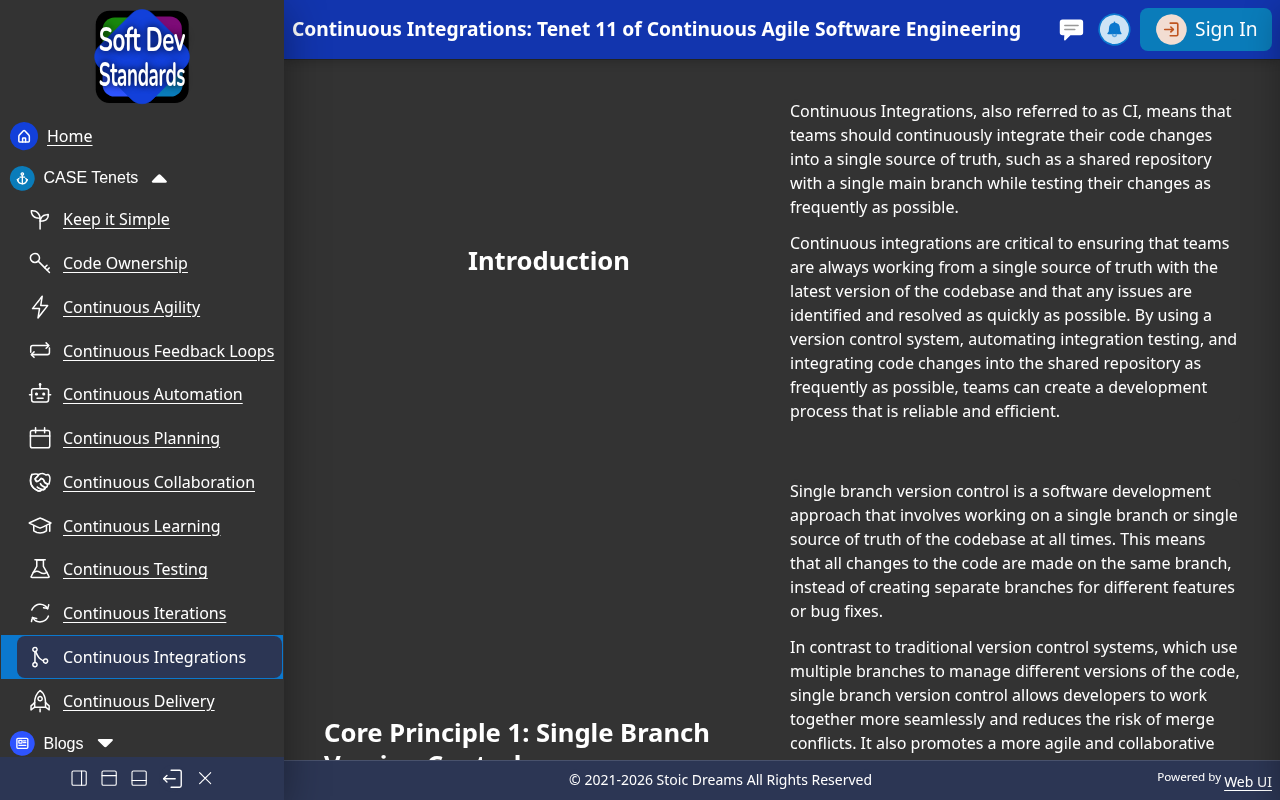 Soft Dev
Standards
Home
CASE Tenets
Keep it Simple
Code Ownership
Continuous Agility
Continuous Feedback Loops
Continuous Automation
Continuous Planning
Continuous Collaboration
Continuous Learning
Continuous Testing
Continuous Iterations
Continuous Integrations
Continuous Delivery
Blogs
Continuous Integrations: Tenet 11 of Continuous Agile Software Engineering
Sign In
Introduction
Continuous Integrations, also referred to as CI, means that
teams should continuously integrate their code changes
into a single source of truth, such as a shared repository
with a single main branch while testing their changes as
frequently as possible.
Continuous integrations are critical to ensuring that teams
are always working from a single source of truth with the
latest version of the codebase and that any issues are
identified and resolved as quickly as possible. By using a
version control system, automating integration testing, and
integrating code changes into the shared repository as
frequently as possible, teams can create a development
process that is reliable and efficient.
Core Principle 1: Single Branch
Version Control
Single branch version control is a software development
approach that involves working on a single branch or single
source of truth of the codebase at all times. This means
that all changes to the code are made on the same branch,
instead of creating separate branches for different features
or bug fixes.
In contrast to traditional version control systems, which use
multiple branches to manage different versions of the code,
single branch version control allows developers to work
together more seamlessly and reduces the risk of merge
conflicts. It also promotes a more agile and collaborative
© 2021-2026 Stoic Dreams All Rights Reserved
Powered by Web UI